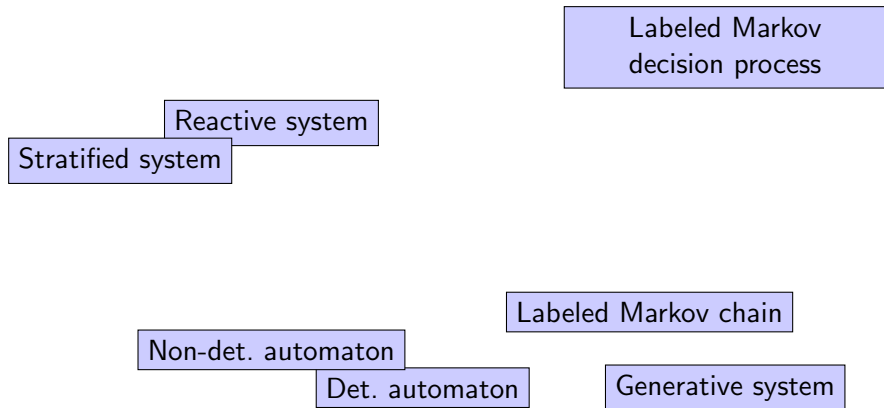 Labeled Markov
decision process
Reactive system
Stratified system
Labeled Markov chain
Non-det. automaton
Det. automaton
Generative system